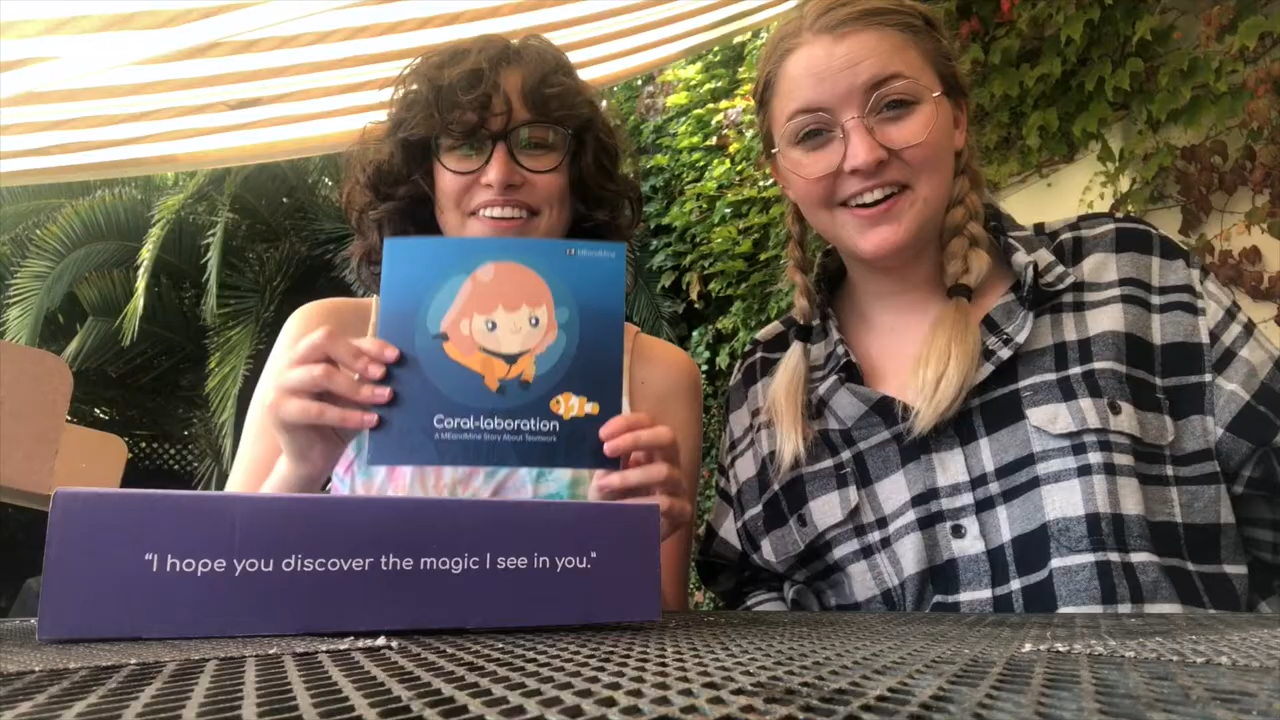 MEandMine
Coral-laboration
A MEandMine Story About Teamwork
“I hope you discover the magic I see in you.”